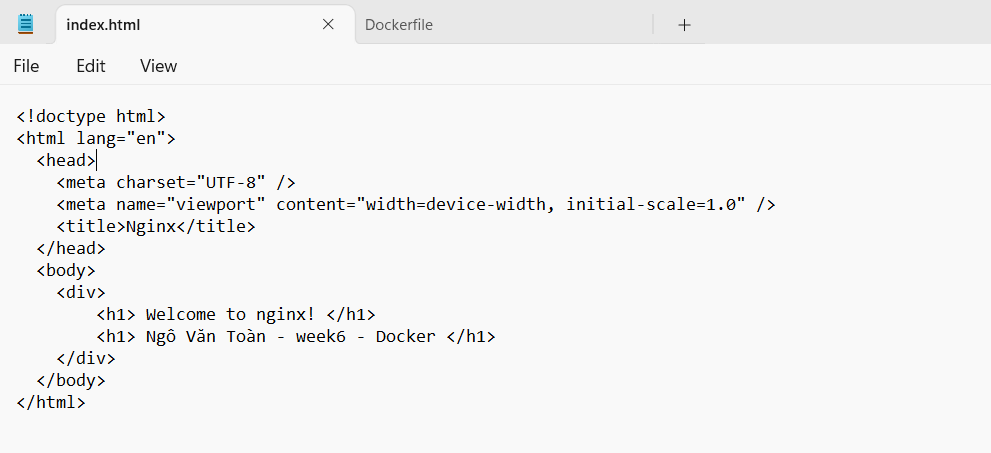 index.html
Dockerfile
File Edit View
<!doctype html>
<html lang="en">
  <head>
    <meta charset="UTF-8" />
    <meta name="viewport" content="width=device-width, initial-scale=1.0" />
    <title>Nginx</title>
  </head>
  <body>
    <div>
        <h1> Welcome to nginx! </h1>
        <h1> Ngô Văn Toàn - week6 - Docker </h1>
    </div>
  </body>
</html>